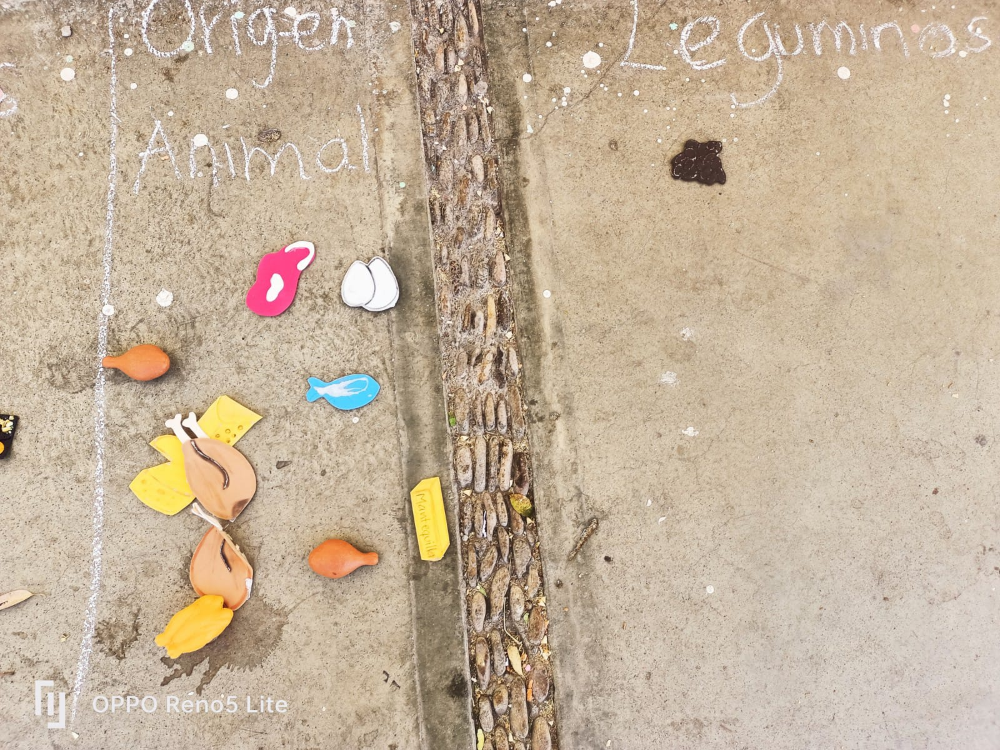 Origen
Animal
Leguminos
Mantequilla
OPPO Reno5 Lite